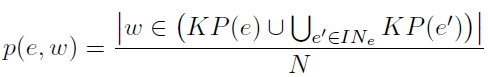 p(e, w) = |w ∈ (KP(e) ∪ ⋃_{e'∈IN_e} KP(e'))| / N